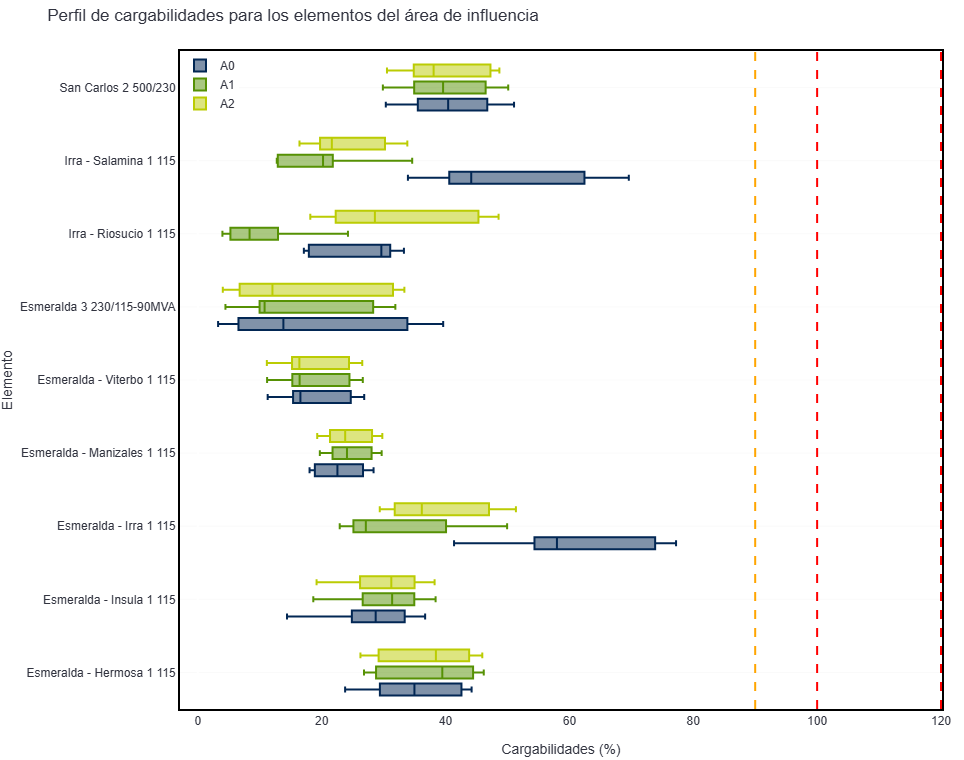 Perfil de cargabilidades para los elementos del área de influencia
A0
A1
A2
San Carlos 2 500/230
Irra - Salamina 1 115
Irra - Riosucio 1 115
Esmeralda 3 230/115-90MVA
Esmeralda - Viterbo 1 115
Esmeralda - Manizales 1 115
Esmeralda - Irra 1 115
Esmeralda - Insula 1 115
Esmeralda - Hermosa 1 115
Elemento
0 20 40 60 80 100 120
Cargabilidades (%)